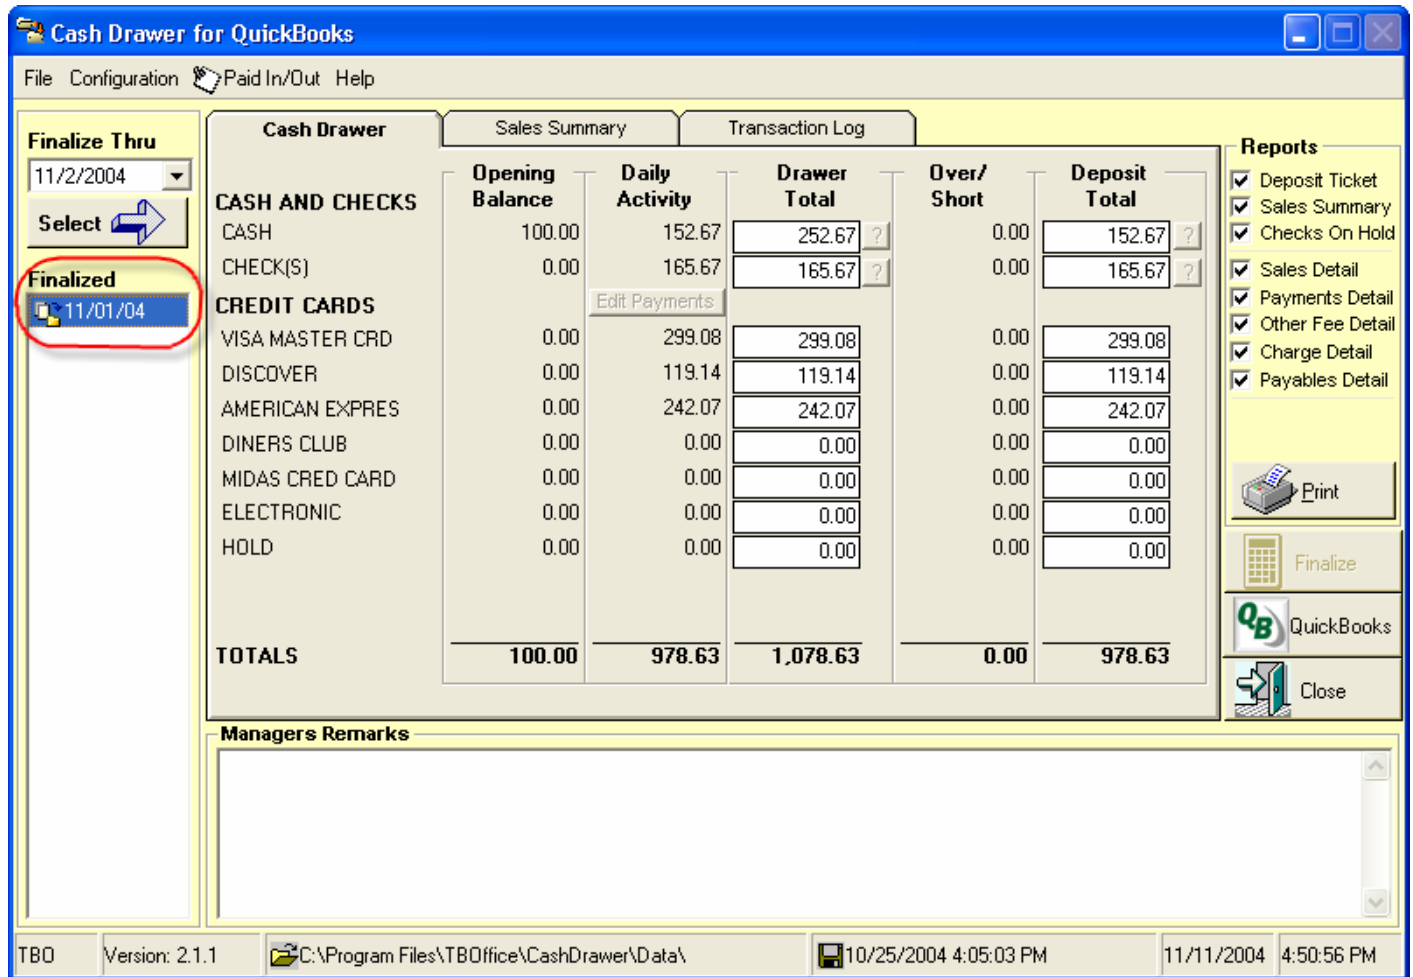 Cash Drawer for QuickBooks
File Configuration Paid In/Out Help
Finalize Thru
11/2/2004
Select
Finalized
11/01/04
Cash Drawer Sales Summary Transaction Log
Opening Balance Daily Activity Drawer Total Over/ Short Deposit Total
CASH AND CHECKS
CASH 100.00 152.67 252.67 ? 0.00 152.67 ?
CHECK(S) 0.00 165.67 165.67 ? 0.00 165.67 ?
CREDIT CARDS Edit Payments
VISA MASTER CRD 0.00 299.08 299.08 0.00 299.08
DISCOVER 0.00 119.14 119.14 0.00 119.14
AMERICAN EXPRES 0.00 242.07 242.07 0.00 242.07
DINERS CLUB 0.00 0.00 0.00 0.00 0.00
MIDAS CRED CARD 0.00 0.00 0.00 0.00 0.00
ELECTRONIC 0.00 0.00 0.00 0.00 0.00
HOLD 0.00 0.00 0.00 0.00 0.00
TOTALS 100.00 978.63 1,078.63 0.00 978.63
Reports
Deposit Ticket
Sales Summary
Checks On Hold
Sales Detail
Payments Detail
Other Fee Detail
Charge Detail
Payables Detail
Print
Finalize
QB QuickBooks
Close
Managers Remarks
TBO Version: 2.1.1 C:\Program Files\TBOffice\CashDrawer\Data\ 10/25/2004 4:05:03 PM 11/11/2004 4:50:56 PM